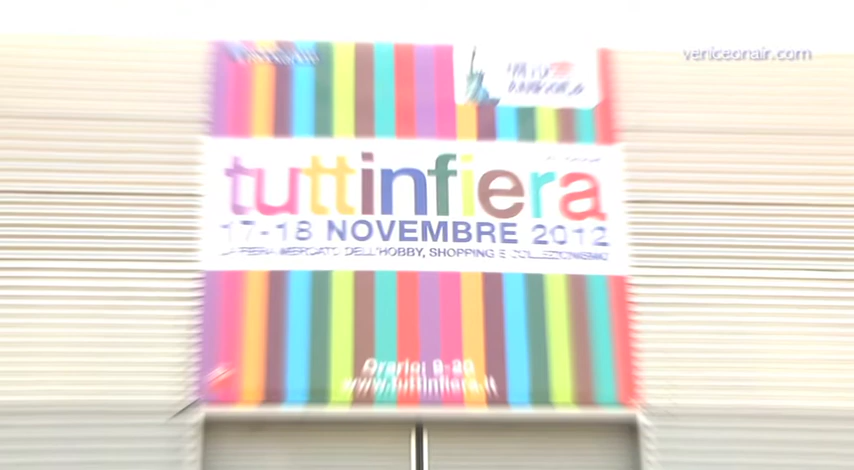 veniceonair.com
tuttinfiera
17-18 NOVEMBRE 2012
LA FIERA MERCATO DELL'HOBBY, SHOPPING E COLLEZIONISMO
Orario: 9-20
www.tuttinfiera.it